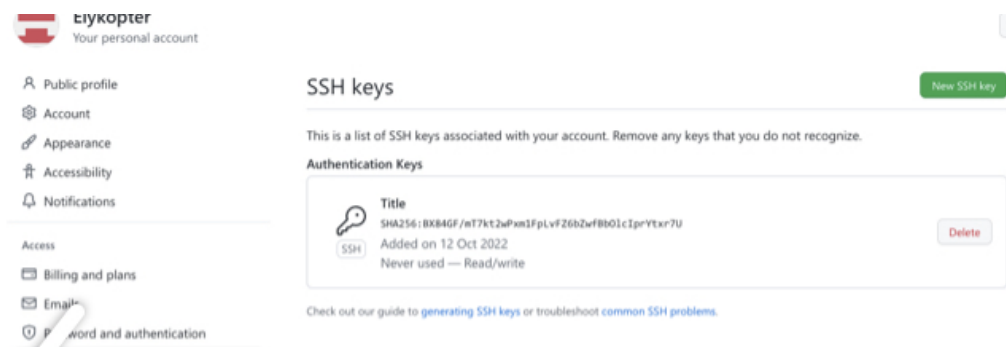 Elykopter
Your personal account
Public profile
Account
Appearance
Accessibility
Notifications
Access
Billing and plans
Emails
and authentication
SSH keys
New SSH key
This is a list of SSH keys associated with your account. Remove any keys that you do not recognize.
Authentication Keys
Title
SHA256:BX84GF/mT7kt2wPxm1FpLvFZ6bZwfBbOlcIprYtxr7U
SSH
Added on 12 Oct 2022
Never used — Read/write
Delete
Check out our guide to generating SSH keys or troubleshoot common SSH problems.